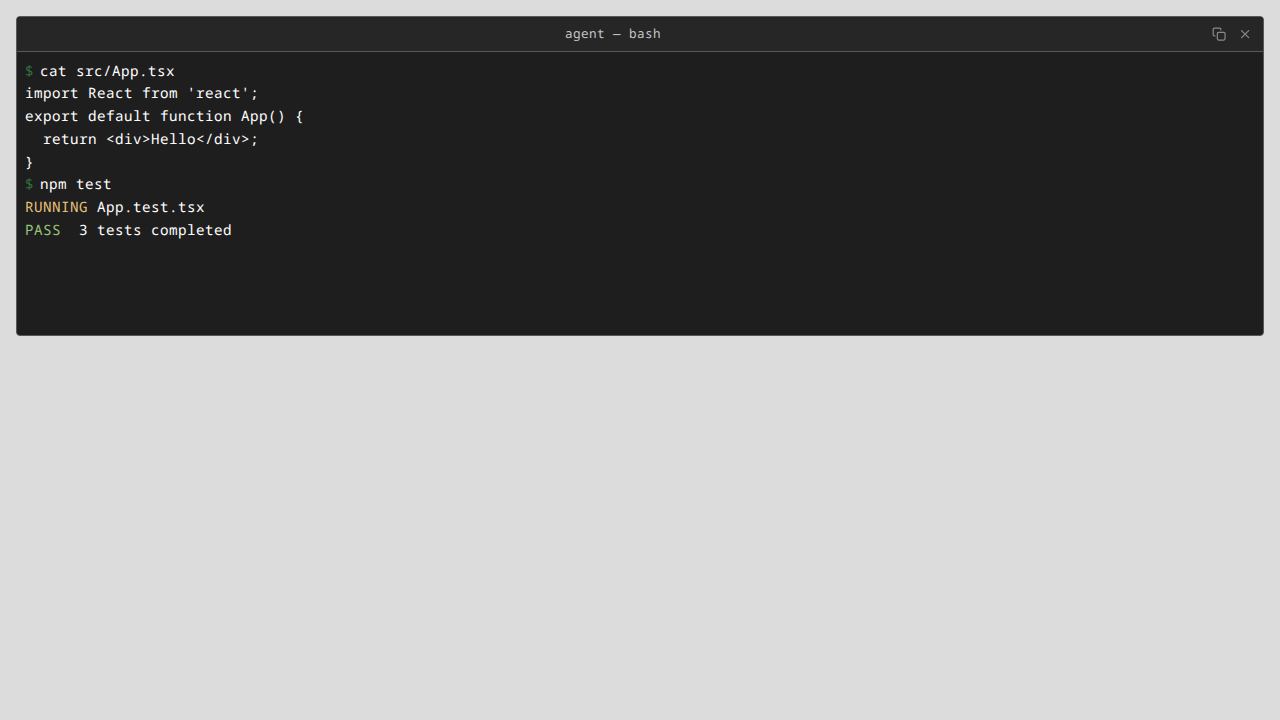 agent — bash
$ cat src/App.tsx
import React from 'react';
export default function App() {
  return <div>Hello</div>;
}
$ npm test
RUNNING App.test.tsx
PASS  3 tests completed